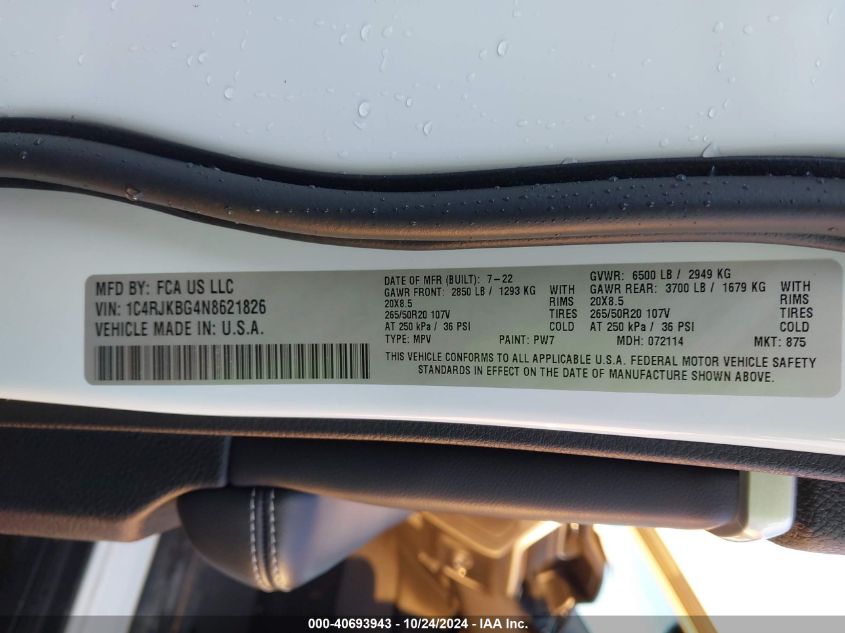 MFD BY: FCA US LLC
VIN: 1C4RJKBG4N8621826
VEHICLE MADE IN U.S.A.
DATE OF MFR (BUILT): 7-22
GAWR FRONT: 2850 LB / 1293 KG WITH
20X8.5 RIMS
265/50R20 107V TIRES
AT 250 kPa / 36 PSI COLD
TYPE: MPV PAINT: PW7
GVWR: 6500 LB / 2949 KG
GAWR REAR: 3700 LB / 1679 KG WITH
20X8.5 RIMS
265/50R20 107V TIRES
AT 250 kPa / 36 PSI COLD
MDH: 072114 MKT: 875
THIS VEHICLE CONFORMS TO ALL APPLICABLE U.S.A. FEDERAL MOTOR VEHICLE SAFETY
STANDARDS IN EFFECT ON THE DATE OF MANUFACTURE SHOWN ABOVE.
000-40693943 / 10/24/2024 - IAA Inc.